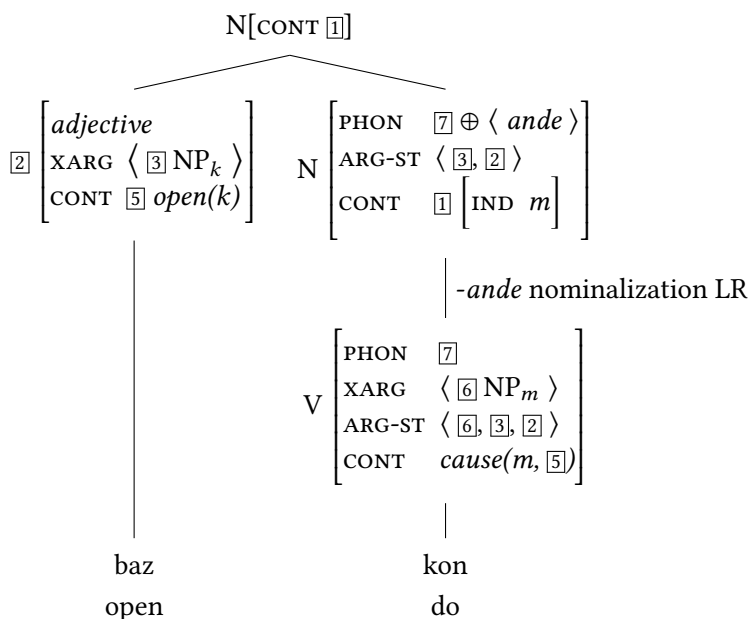 N[CONT 1]
2 [adjective
XARG ⟨ 3 NP_k ⟩
CONT 5 open(k)]
N [PHON 7 ⊕ ⟨ ande ⟩
ARG-ST ⟨ 3, 2 ⟩
CONT 1 [IND m]]
-ande nominalization LR
V [PHON 7
XARG ⟨ 6 NP_m ⟩
ARG-ST ⟨ 6, 3, 2 ⟩
CONT cause(m, 5)]
baz kon
open do